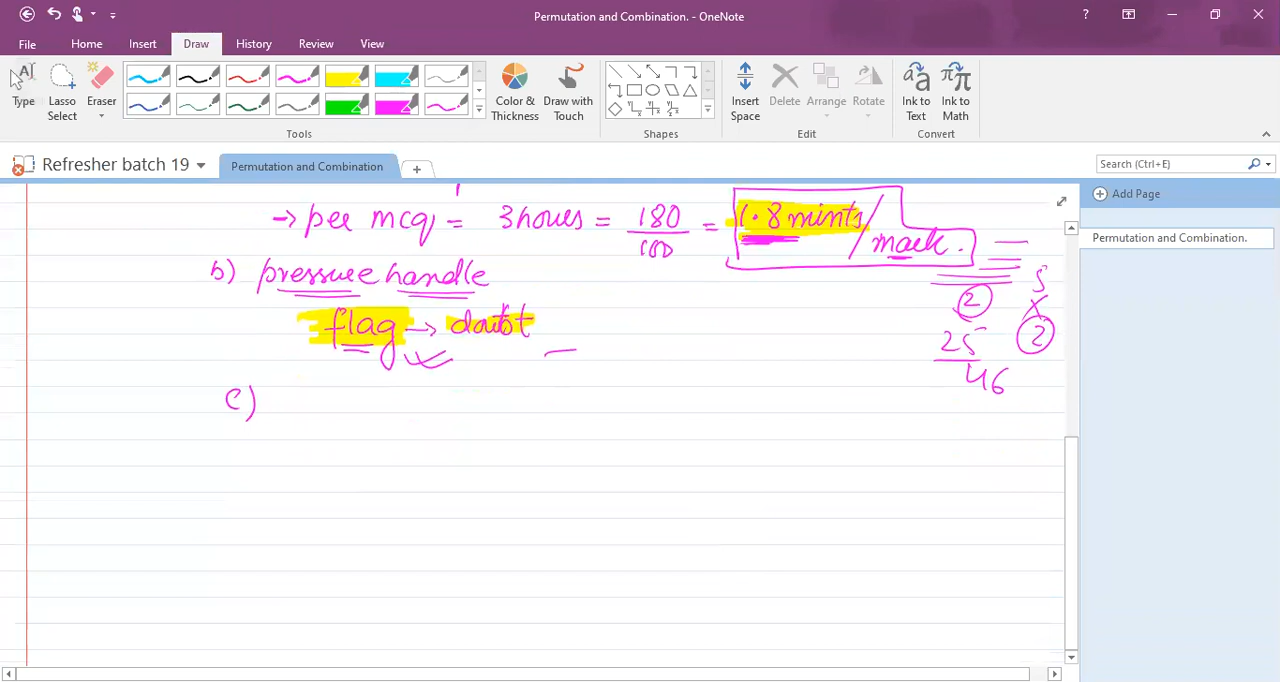 Permutation and Combination. - OneNote
?
File Home Insert Draw History Review View
Type Lasso Select Eraser Color & Thickness Draw with Touch Insert Space Delete Arrange Rotate Ink to Text Ink to Math
Tools Shapes Edit Convert
Refresher batch 19 Permutation and Combination Search (Ctrl+E)
Add Page
Permutation and Combination.
→ per mcq = 3hours = 180/100 = 1.8 mints/mark.
b) pressure handle
flag → doubt
c)
2
25
46
5
2